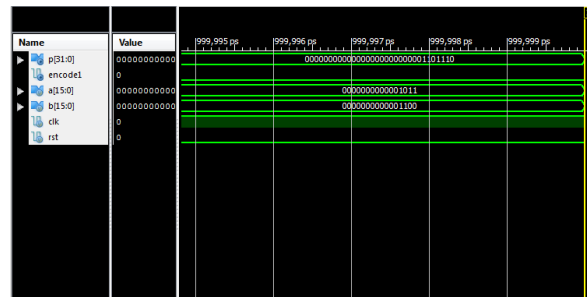 Name Value 999,995 ps 999,996 ps 999,997 ps 999,998 ps 999,999 ps
p[31:0] 00000000000 00000000000000000000000001101110
encode1 0
a[15:0] 00000000000 0000000000001011
b[15:0] 00000000000 0000000000001100
clk 0
rst 0